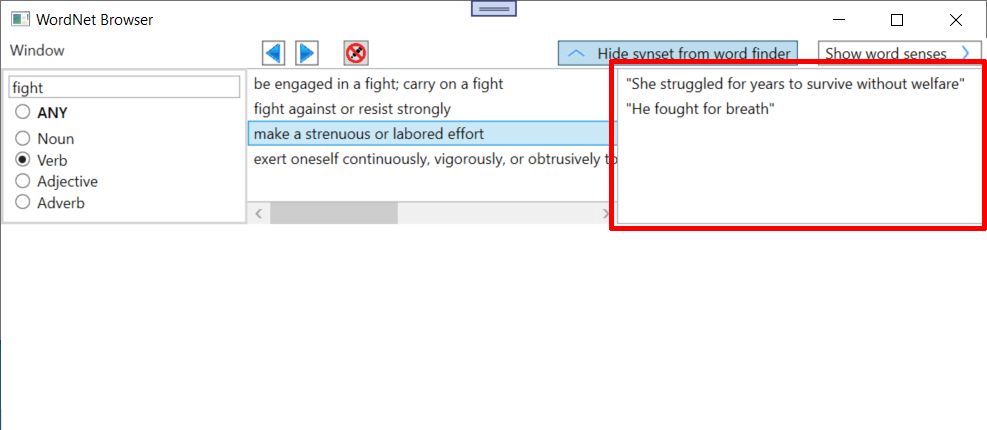 WordNet Browser
Window
Hide synset from word finder
Show word senses
fight
ANY
Noun
Verb
Adjective
Adverb
be engaged in a fight; carry on a fight
fight against or resist strongly
make a strenuous or labored effort
exert oneself continuously, vigorously, or obtrusively to
"She struggled for years to survive without welfare"
"He fought for breath"